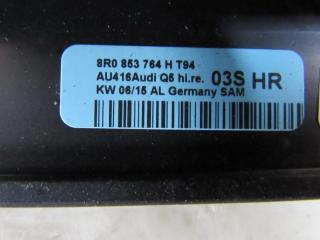 8R0 853 764 H T94
AU416Audi Q5 hi.re. 03S HR
KW 06/15 AL Germany SAM